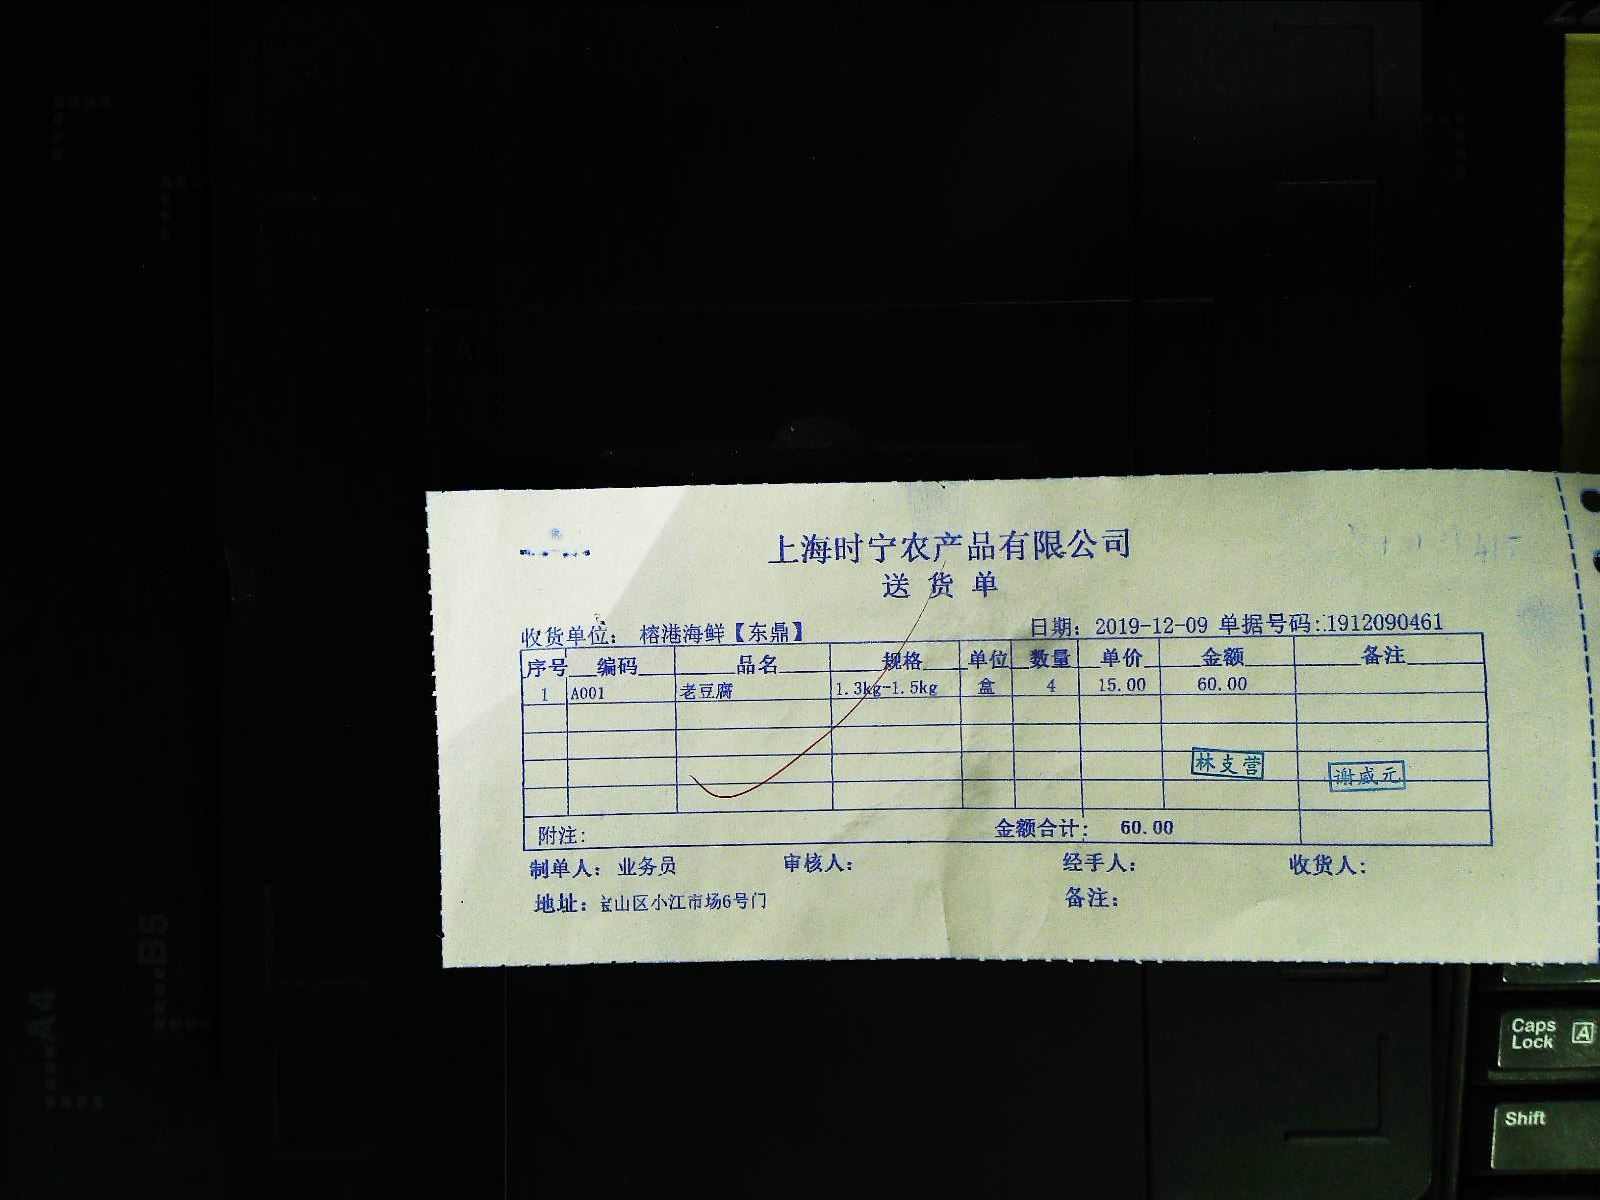 上海时宁农产品有限公司
送货单
收货单位： 榕港海鲜【东鼎】 日期：2019-12-09 单据号码：1912090461
序号 编码 品名 规格 单位 数量 单价 金额 备注
1 A001 老豆腐 1.3kg-1.5kg 盒 4 15.00 60.00
林支营 谢威元
附注： 金额合计： 60.00
制单人：业务员 审核人： 经手人： 收货人：
地址：宝山区小江市场6号门 备注：
B5
A4
Caps Lock A
Shift